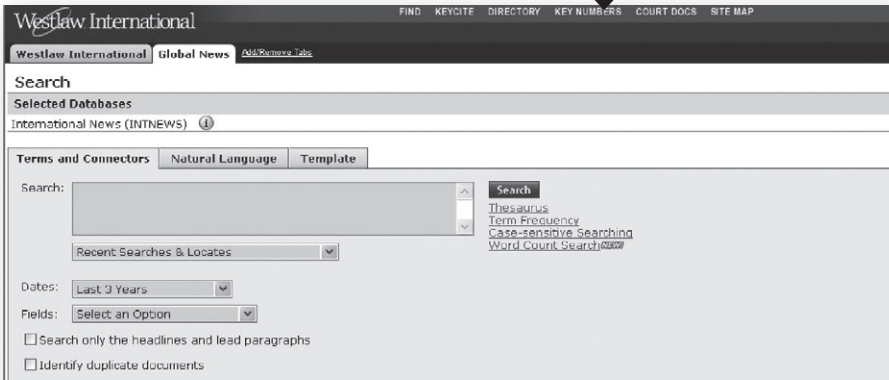 Westlaw International
FIND KEYCITE DIRECTORY KEY NUMBERS COURT DOCS SITE MAP
Westlaw International Global News Add/Remove Tabs
Search
Selected Databases
International News (INTNEWS)
Terms and Connectors Natural Language Template
Search:
Search
Thesaurus
Term Frequency
Case-sensitive Searching
Word Count Search
Recent Searches & Locates
Dates: Last 3 Years
Fields: Select an Option
Search only the headlines and lead paragraphs
Identify duplicate documents